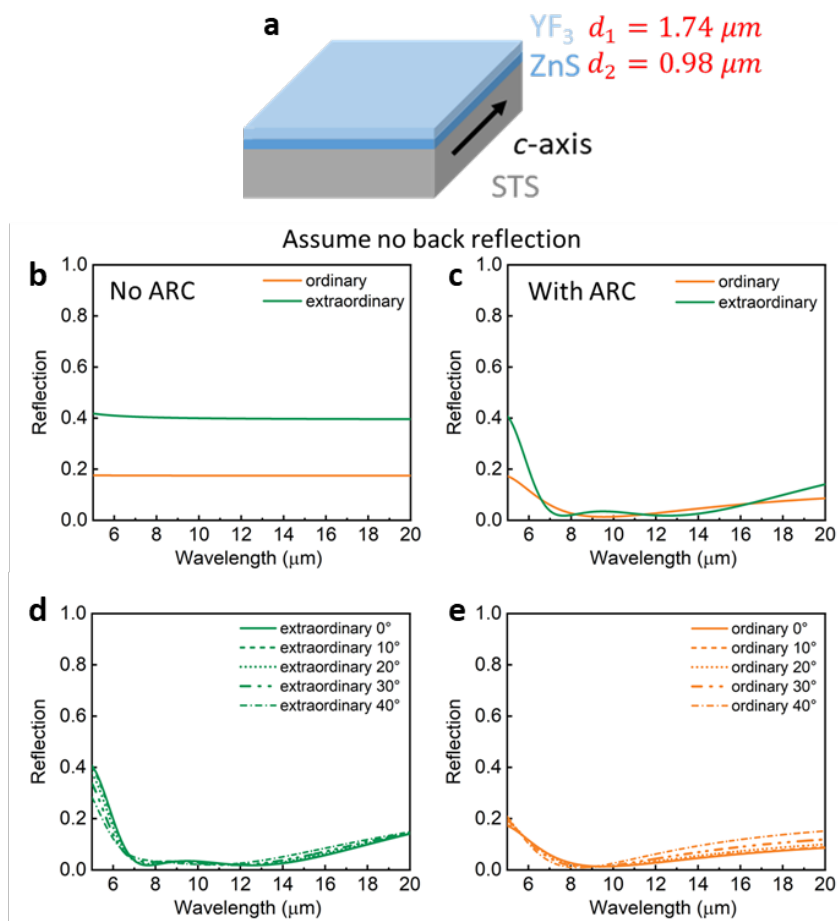 a
YF₃ d₁ = 1.74 μm
ZnS d₂ = 0.98 μm
c-axis
STS
Assume no back reflection
b
No ARC
ordinary
extraordinary
1.0
0.8
0.6
0.4
0.2
0.0
Reflection
6 8 10 12 14 16 18 20
Wavelength (μm)
c
With ARC
ordinary
extraordinary
1.0
0.8
0.6
0.4
0.2
0.0
Reflection
6 8 10 12 14 16 18 20
Wavelength (μm)
d
extraordinary 0°
extraordinary 10°
extraordinary 20°
extraordinary 30°
extraordinary 40°
1.0
0.8
0.6
0.4
0.2
0.0
Reflection
6 8 10 12 14 16 18 20
Wavelength (μm)
e
ordinary 0°
ordinary 10°
ordinary 20°
ordinary 30°
ordinary 40°
1.0
0.8
0.6
0.4
0.2
0.0
Reflection
6 8 10 12 14 16 18 20
Wavelength (μm)